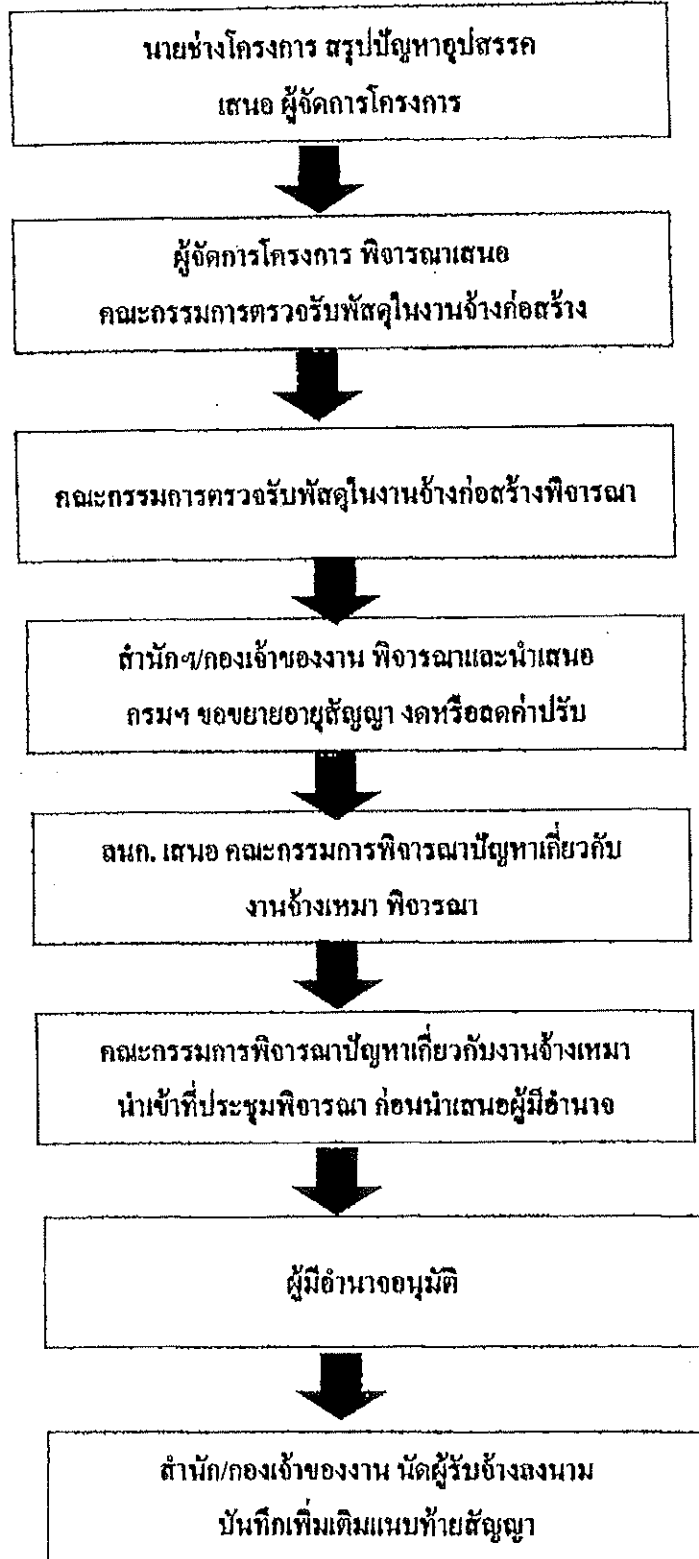 นายช่างโครงการ สรุปปัญหาอุปสรรค
เสนอ ผู้จัดการโครงการ
ผู้จัดการโครงการ พิจารณาเสนอ
คณะกรรมการตรวจรับพัสดุในงานจ้างก่อสร้าง
คณะกรรมการตรวจรับพัสดุในงานจ้างก่อสร้างพิจารณา
สำนักฯ/กองเจ้าของงาน พิจารณาและนำเสนอ
กรมฯ ขอขยายอายุสัญญา งดหรือลดค่าปรับ
ลนก. เสนอ คณะกรรมการพิจารณาปัญหาเกี่ยวกับ
งานจ้างเหมา พิจารณา
คณะกรรมการพิจารณาปัญหาเกี่ยวกับงานจ้างเหมา
นำเข้าที่ประชุมพิจารณา ก่อนนำเสนอผู้มีอำนาจ
ผู้มีอำนาจอนุมัติ
สำนัก/กองเจ้าของงาน นัดผู้รับจ้างลงนาม
บันทึกเพิ่มเติมแนบท้ายสัญญา